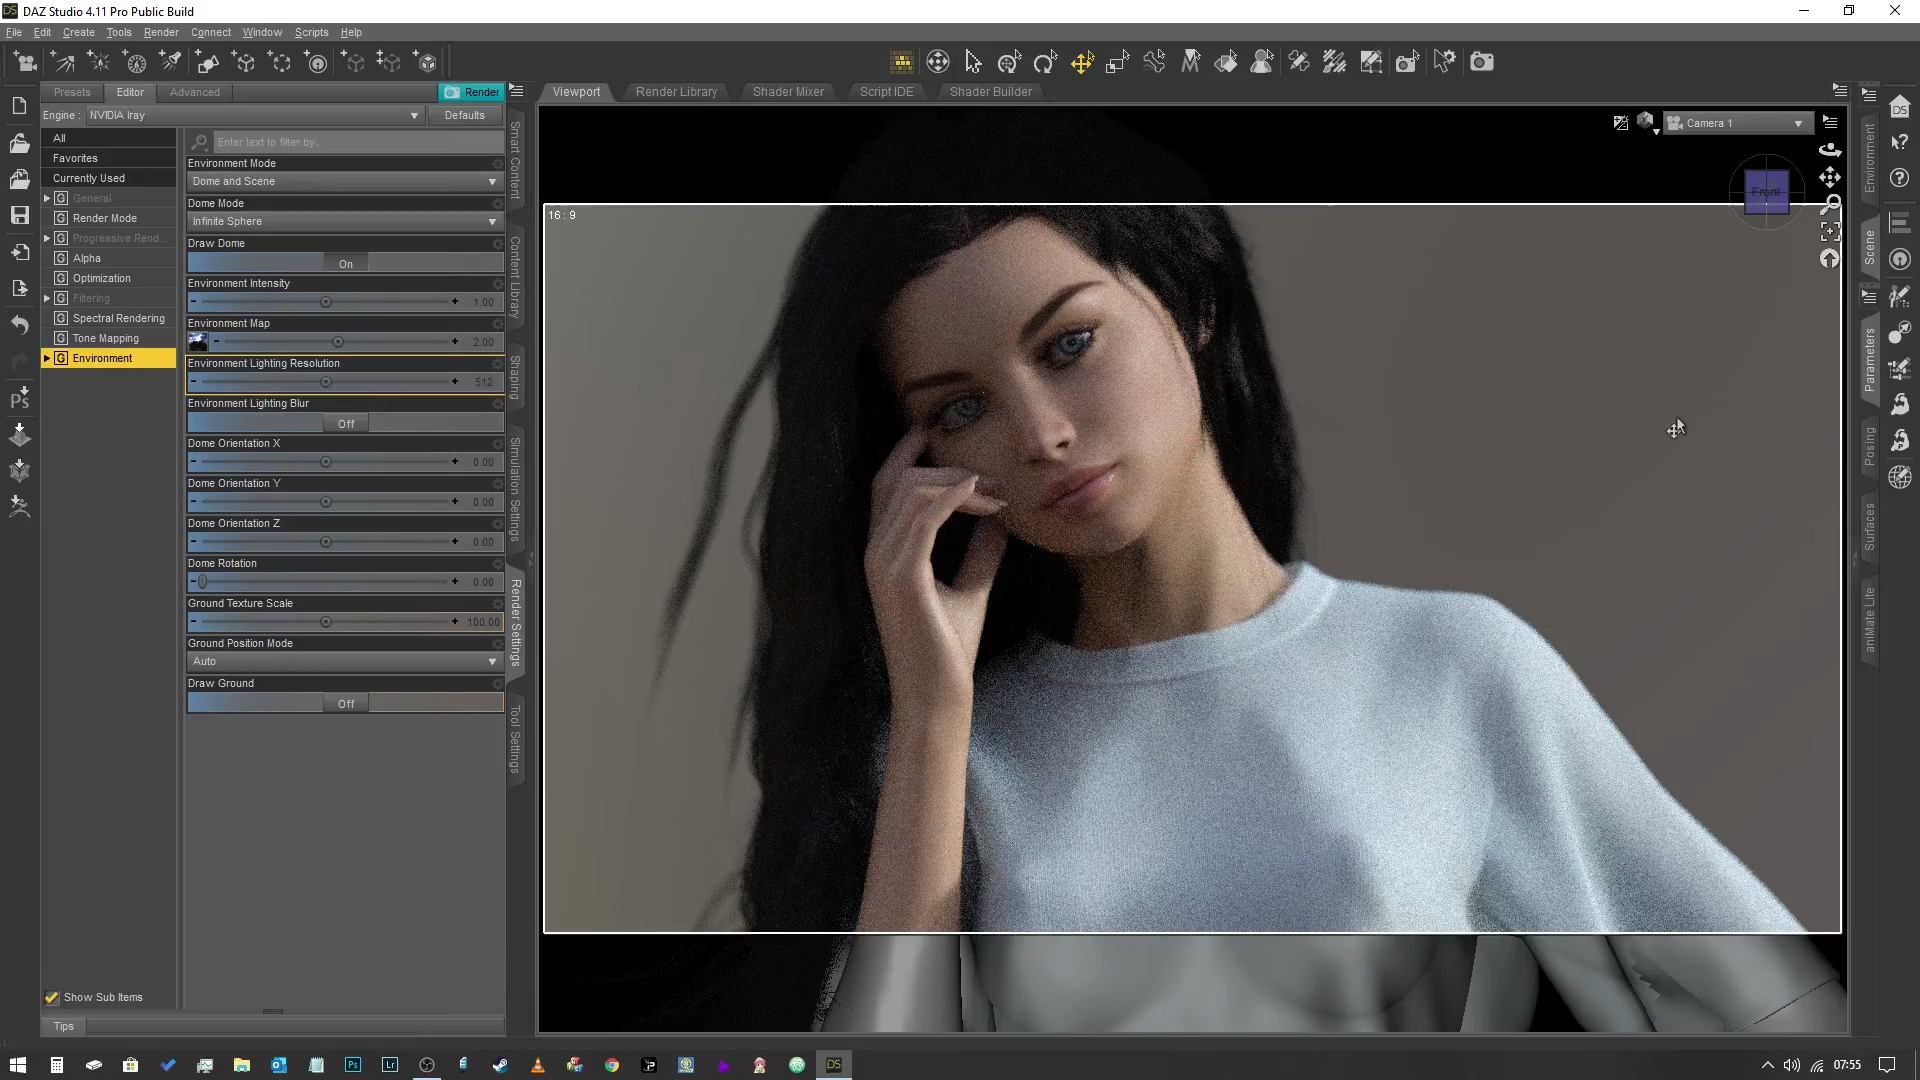 DAZ Studio 4.11 Pro Public Build
File Edit Create Tools Render Connect Window Scripts Help
Presets Editor Advanced Render
Engine : NVIDIA Iray Defaults
All
Favorites
Currently Used
General
Render Mode
Progressive Rend...
Alpha
Optimization
Filtering
Spectral Rendering
Tone Mapping
Environment
Show Sub Items
Tips
Enter text to filter by...
Environment Mode
Dome and Scene
Dome Mode
Infinite Sphere
Draw Dome
On
Environment Intensity
1.00
Environment Map
2.00
Environment Lighting Resolution
512
Environment Lighting Blur
Off
Dome Orientation X
0.00
Dome Orientation Y
0.00
Dome Orientation Z
0.00
Dome Rotation
0.00
Ground Texture Scale
100.00
Ground Position Mode
Auto
Draw Ground
Off
Smart Content
Content Library
Shaping
Simulation Settings
Render Settings
Tool Settings
Viewport Render Library Shader Mixer Script IDE Shader Builder
Camera 1
Front
16 : 9
Environment
Scene
Parameters
Posing
Surfaces
aniMate Lite
DS
Ps
Ps Lr DS 07:55